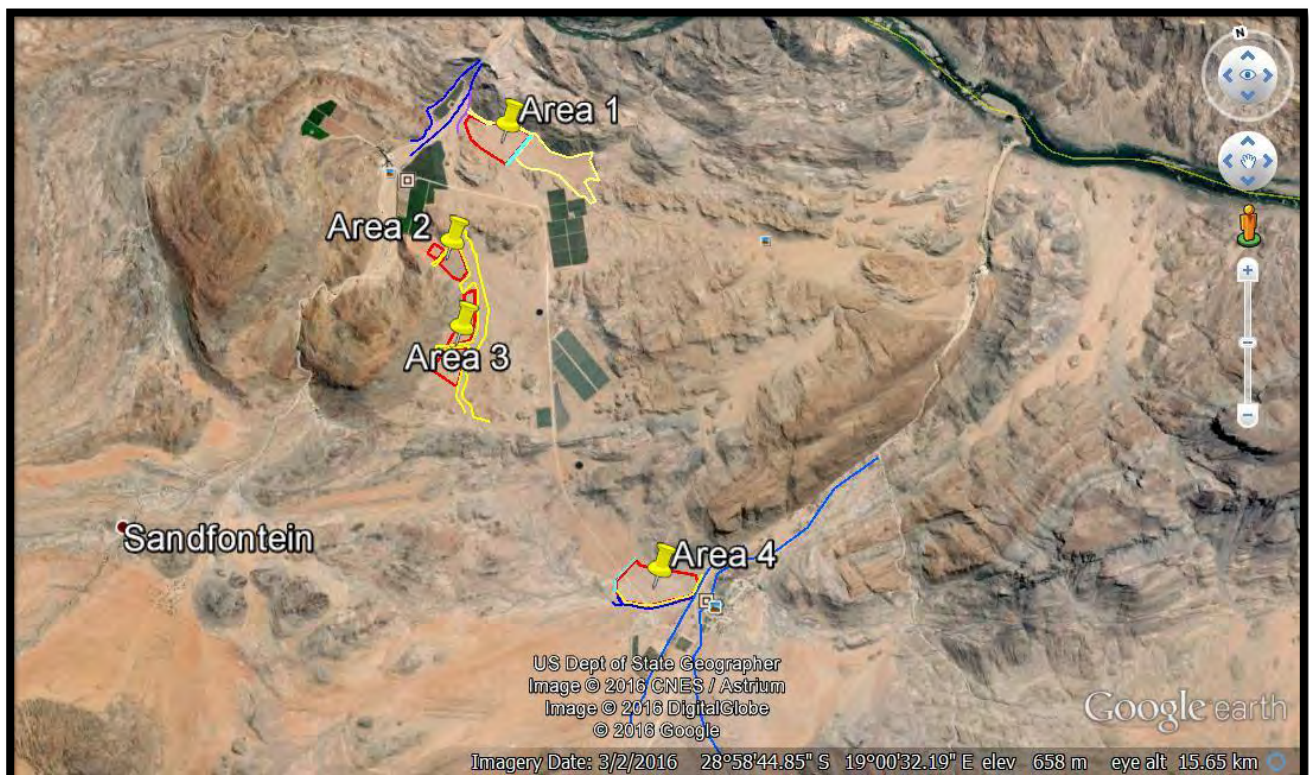 N
Area 1
Area 2
Area 3
Sandfontein
Area 4
US Dept of State Geographer
Image © 2016 CNES / Astrium
Image © 2016 DigitalGlobe
© 2016 Google
Google earth
Imagery Date: 3/2/2016 28°58'44.85" S 19°00'32.19" E elev 658 m eye alt 15.65 km